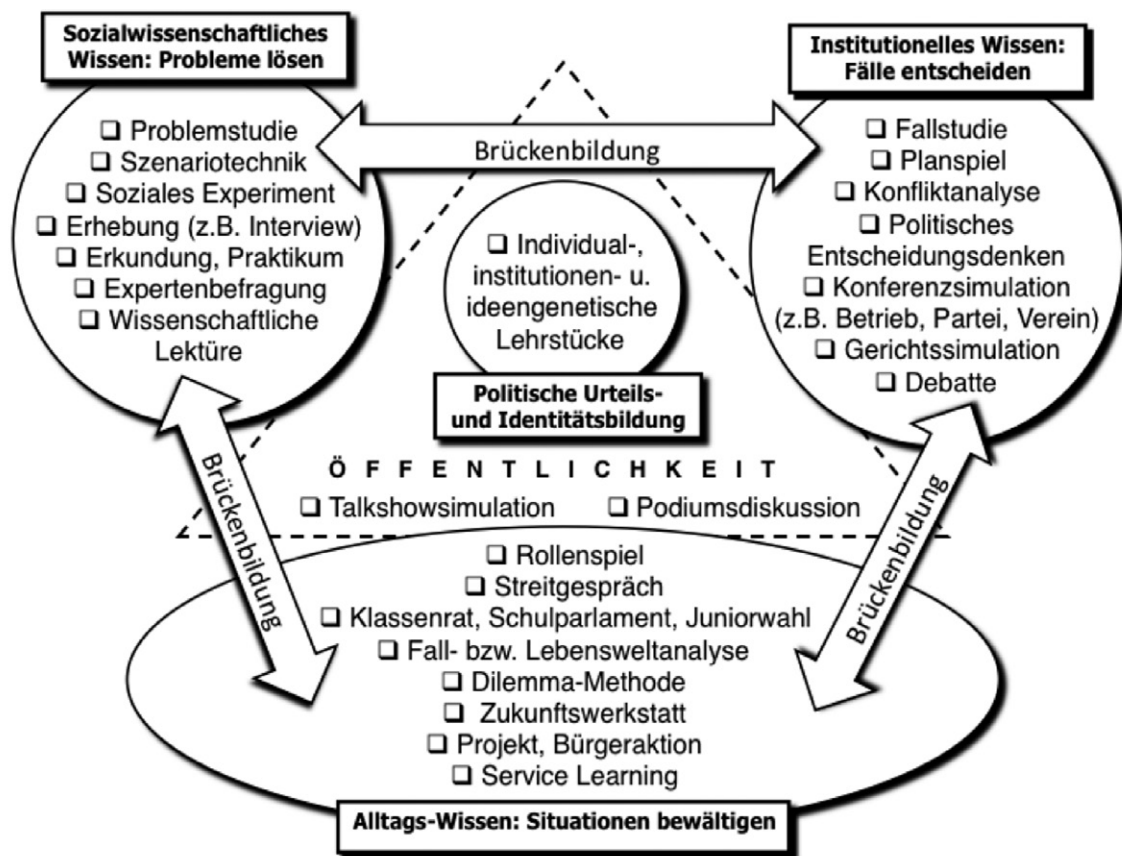 Sozialwissenschaftliches
Wissen: Probleme lösen
❑ Problemstudie
❑ Szenariotechnik
❑ Soziales Experiment
❑ Erhebung (z.B. Interview)
❑ Erkundung, Praktikum
❑ Expertenbefragung
❑ Wissenschaftliche
Lektüre
Brückenbildung
Institutionelles Wissen:
Fälle entscheiden
❑ Fallstudie
❑ Planspiel
❑ Konfliktanalyse
❑ Politisches
Entscheidungsdenken
❑ Konferenzsimulation
(z.B. Betrieb, Partei, Verein)
❑ Gerichtssimulation
❑ Debatte
❑ Individual-,
institutionen- u.
ideengenetische
Lehrstücke
Politische Urteils-
und Identitätsbildung
ÖFFENTLICHKEIT
❑ Talkshowsimulation
❑ Podiumsdiskussion
Brückenbildung
Brückenbildung
❑ Rollenspiel
❑ Streitgespräch
❑ Klassenrat, Schulparlament, Juniorwahl
❑ Fall- bzw. Lebensweltanalyse
❑ Dilemma-Methode
❑ Zukunftswerkstatt
❑ Projekt, Bürgeraktion
❑ Service Learning
Alltags-Wissen: Situationen bewältigen